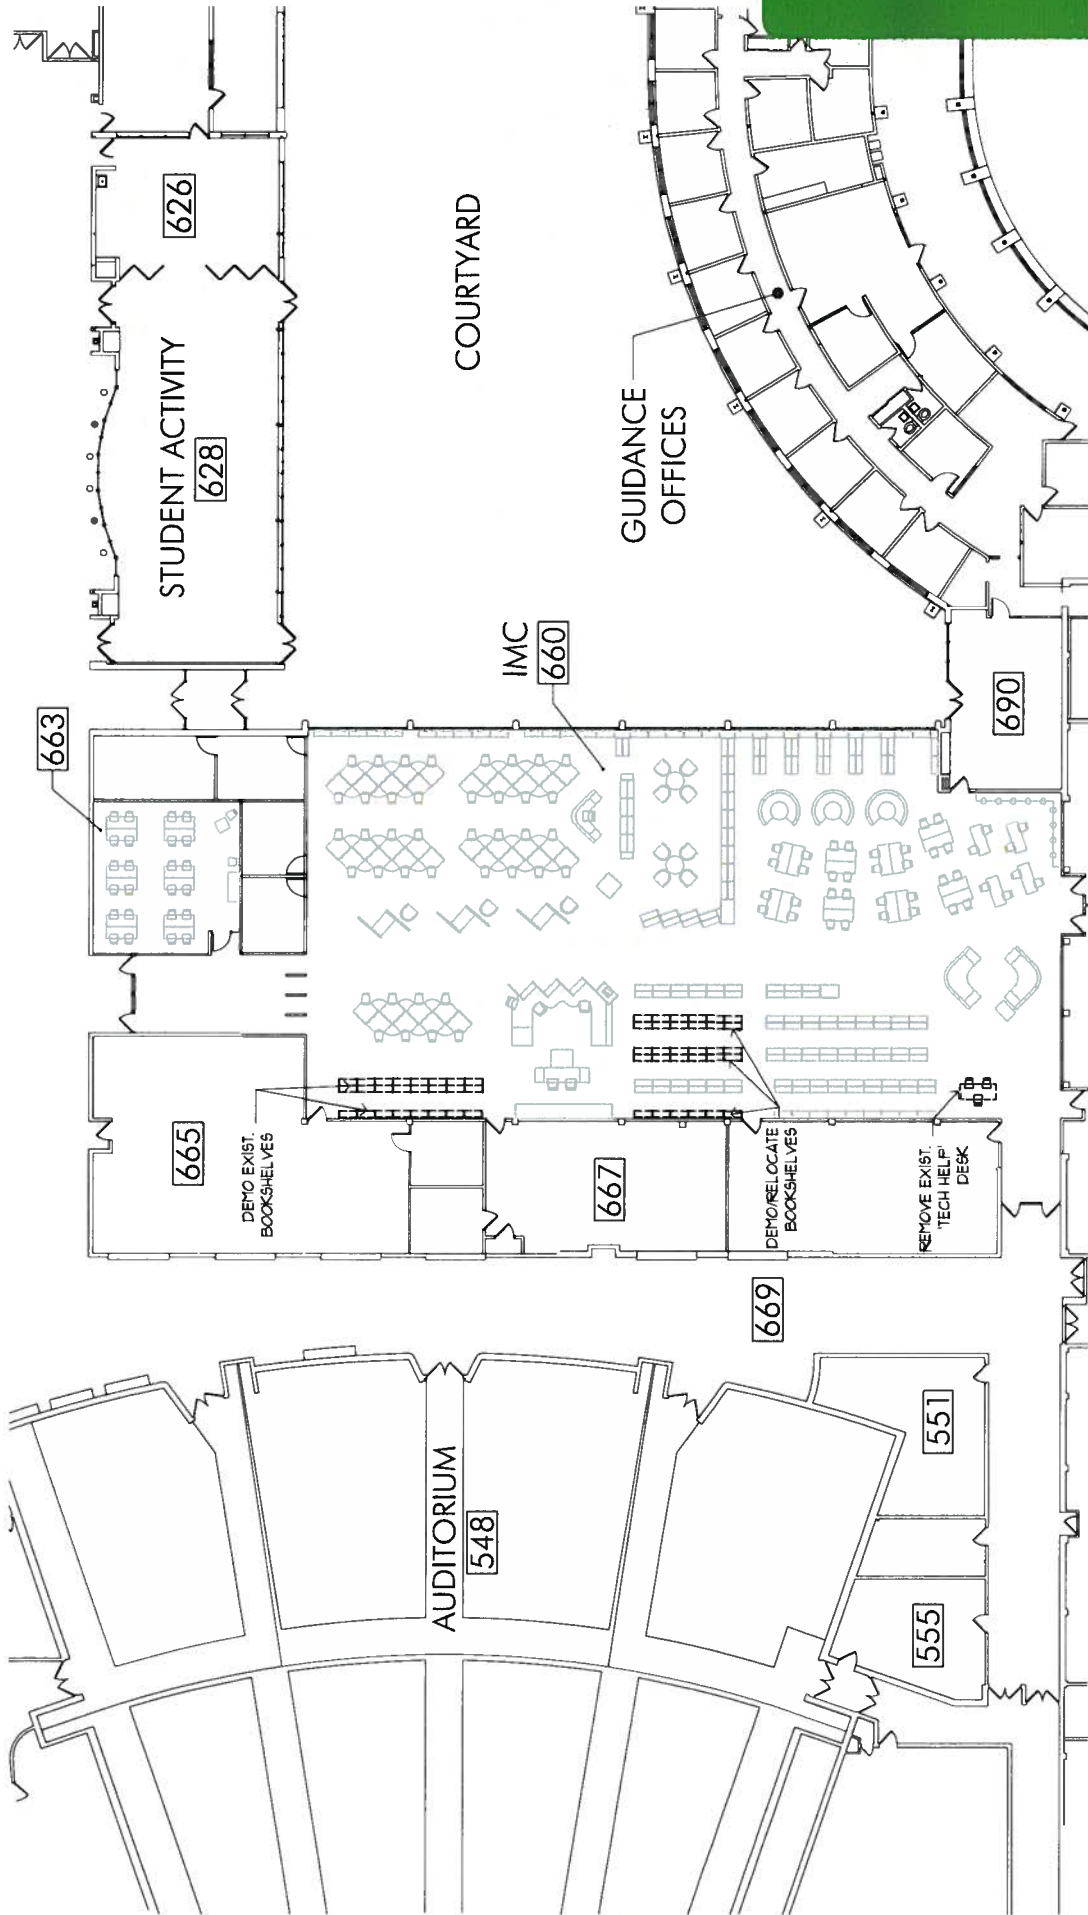 663
626
STUDENT ACTIVITY
628
COURTYARD
GUIDANCE
OFFICES
IMC
660
690
665
DEMO EXIST.
BOOKSHELVES
667
DEMO/RELOCATE
BOOKSHELVES
REMOVE EXIST.
'TECH HELP'
DESK
669
AUDITORIUM
548
551
555